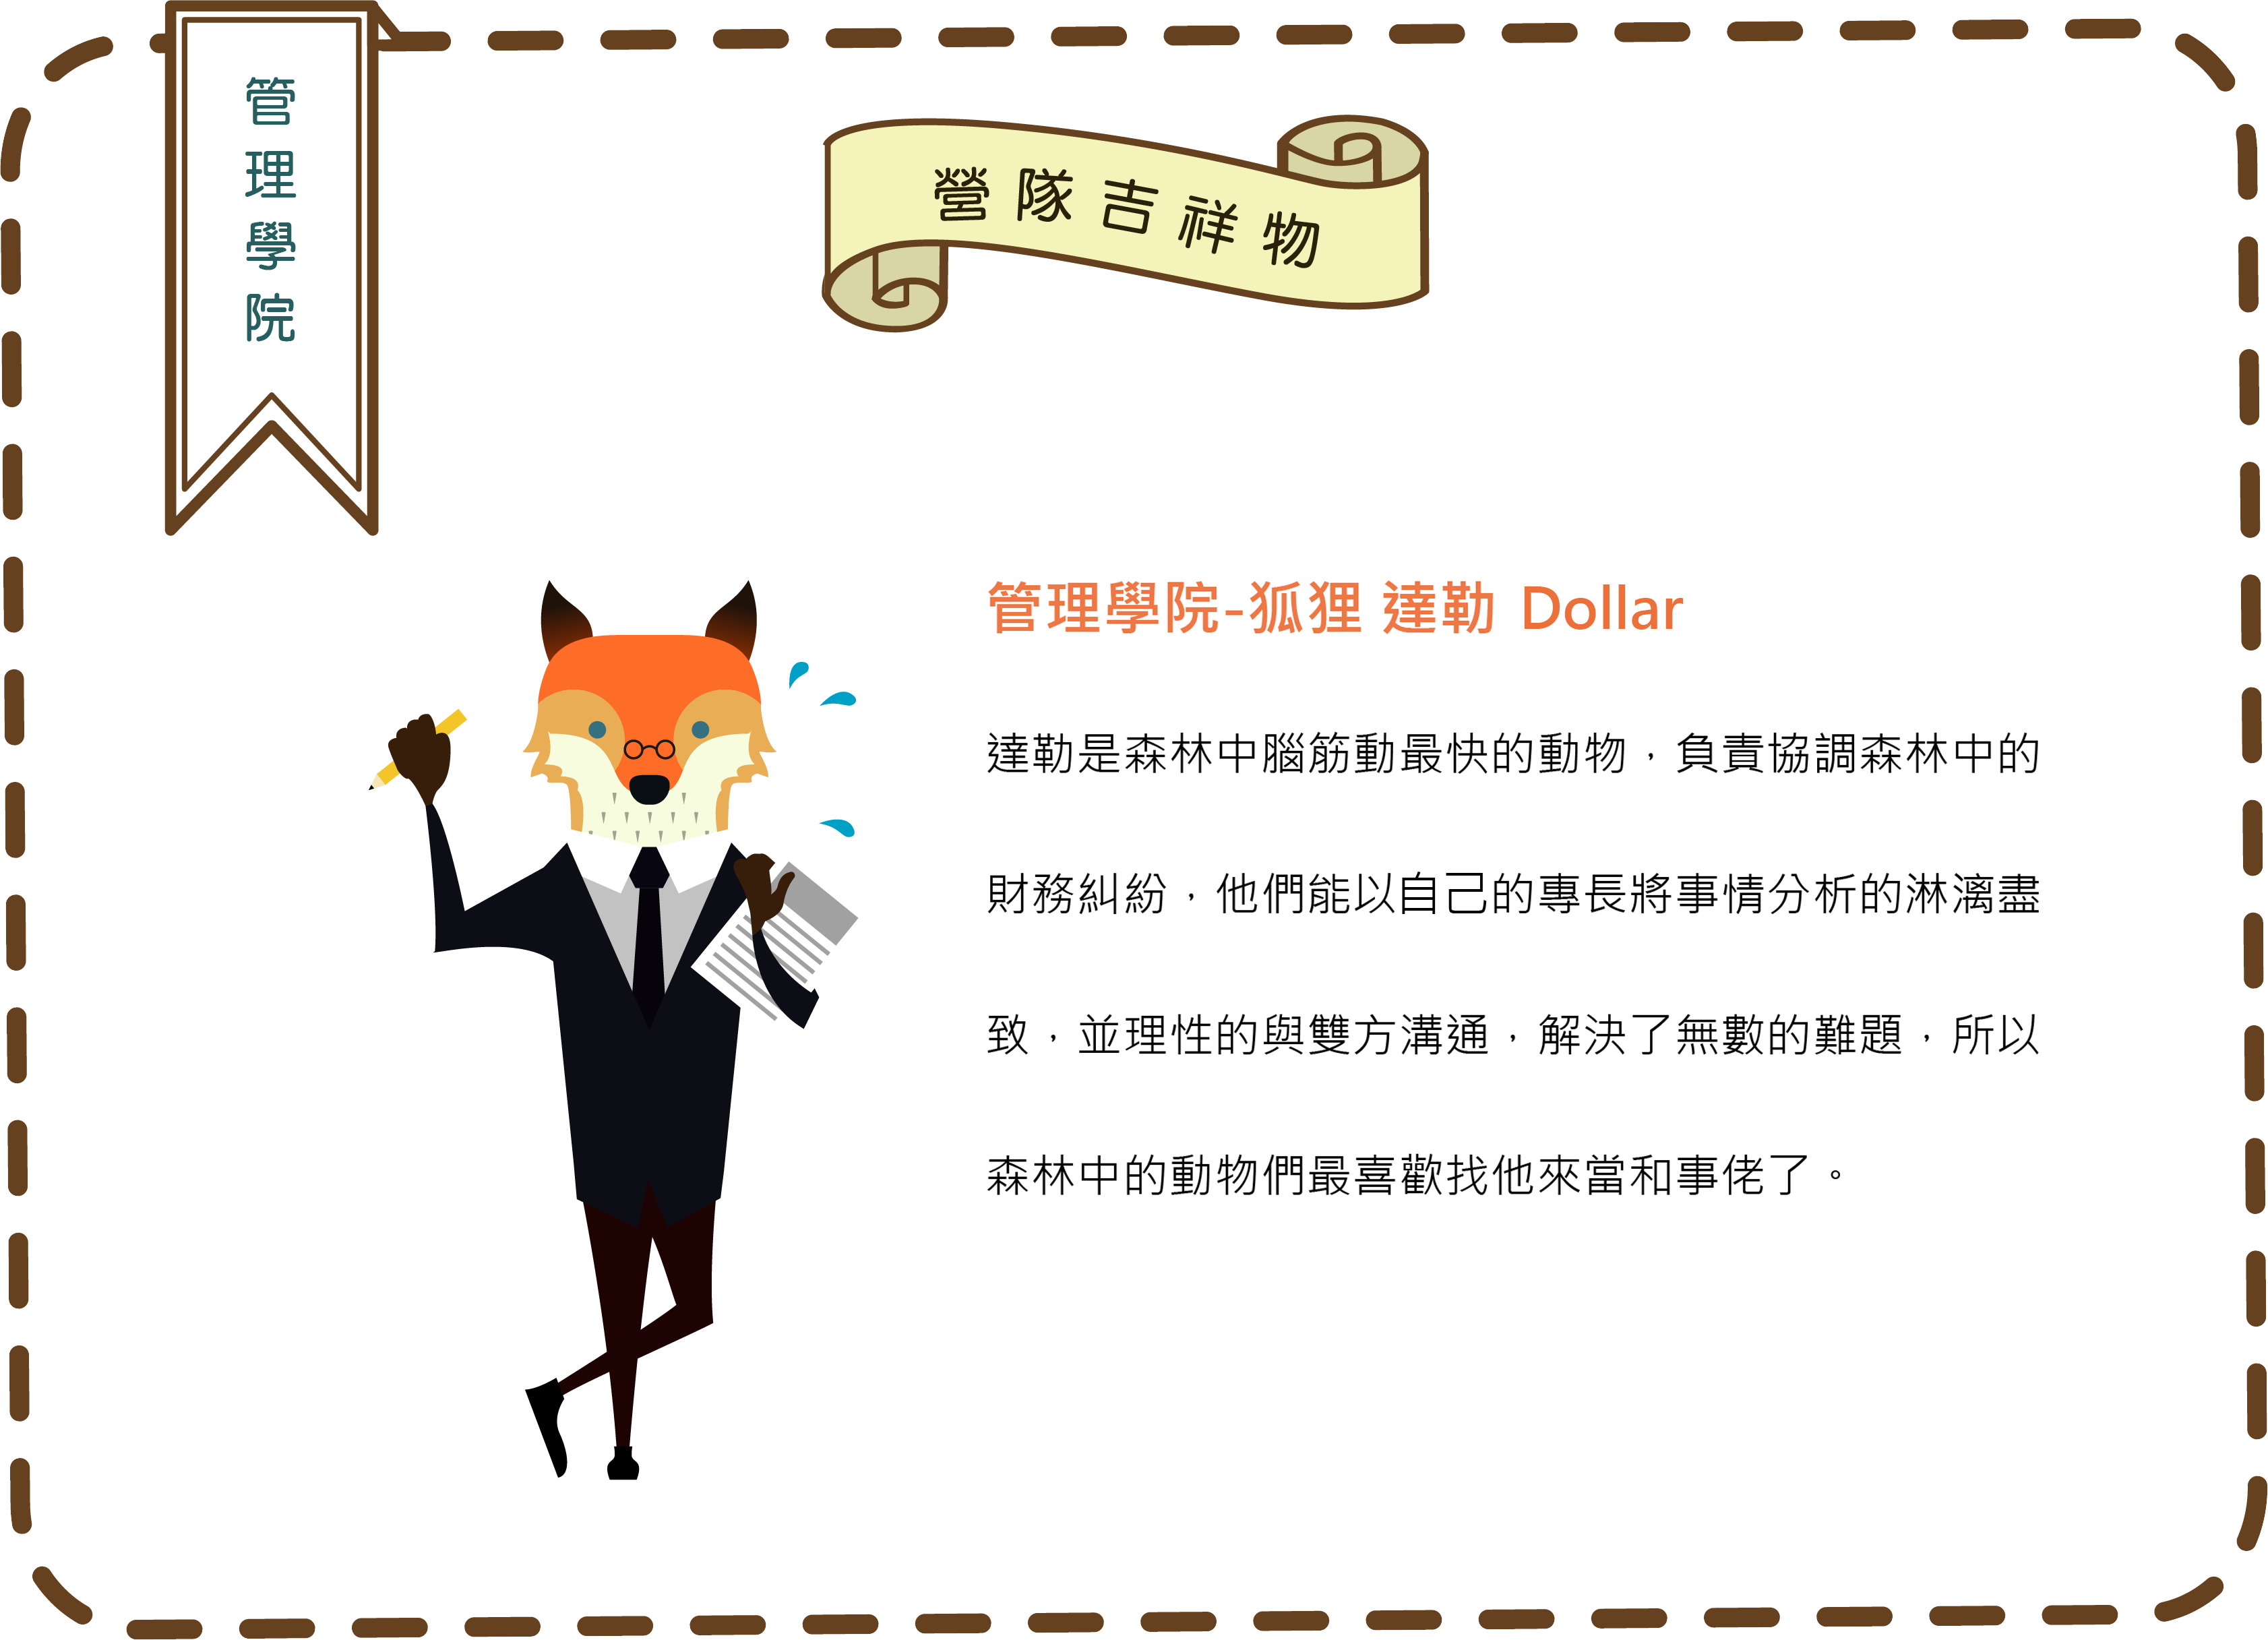 管理學院
營隊吉祥物
管理學院-狐狸 達勒 Dollar
達勒是森林中腦筋動最快的動物，負責協調森林中的
財務糾紛，他們能以自己的專長將事情分析的淋漓盡
致，並理性的與雙方溝通，解決了無數的難題，所以
森林中的動物們最喜歡找他來當和事佬了。